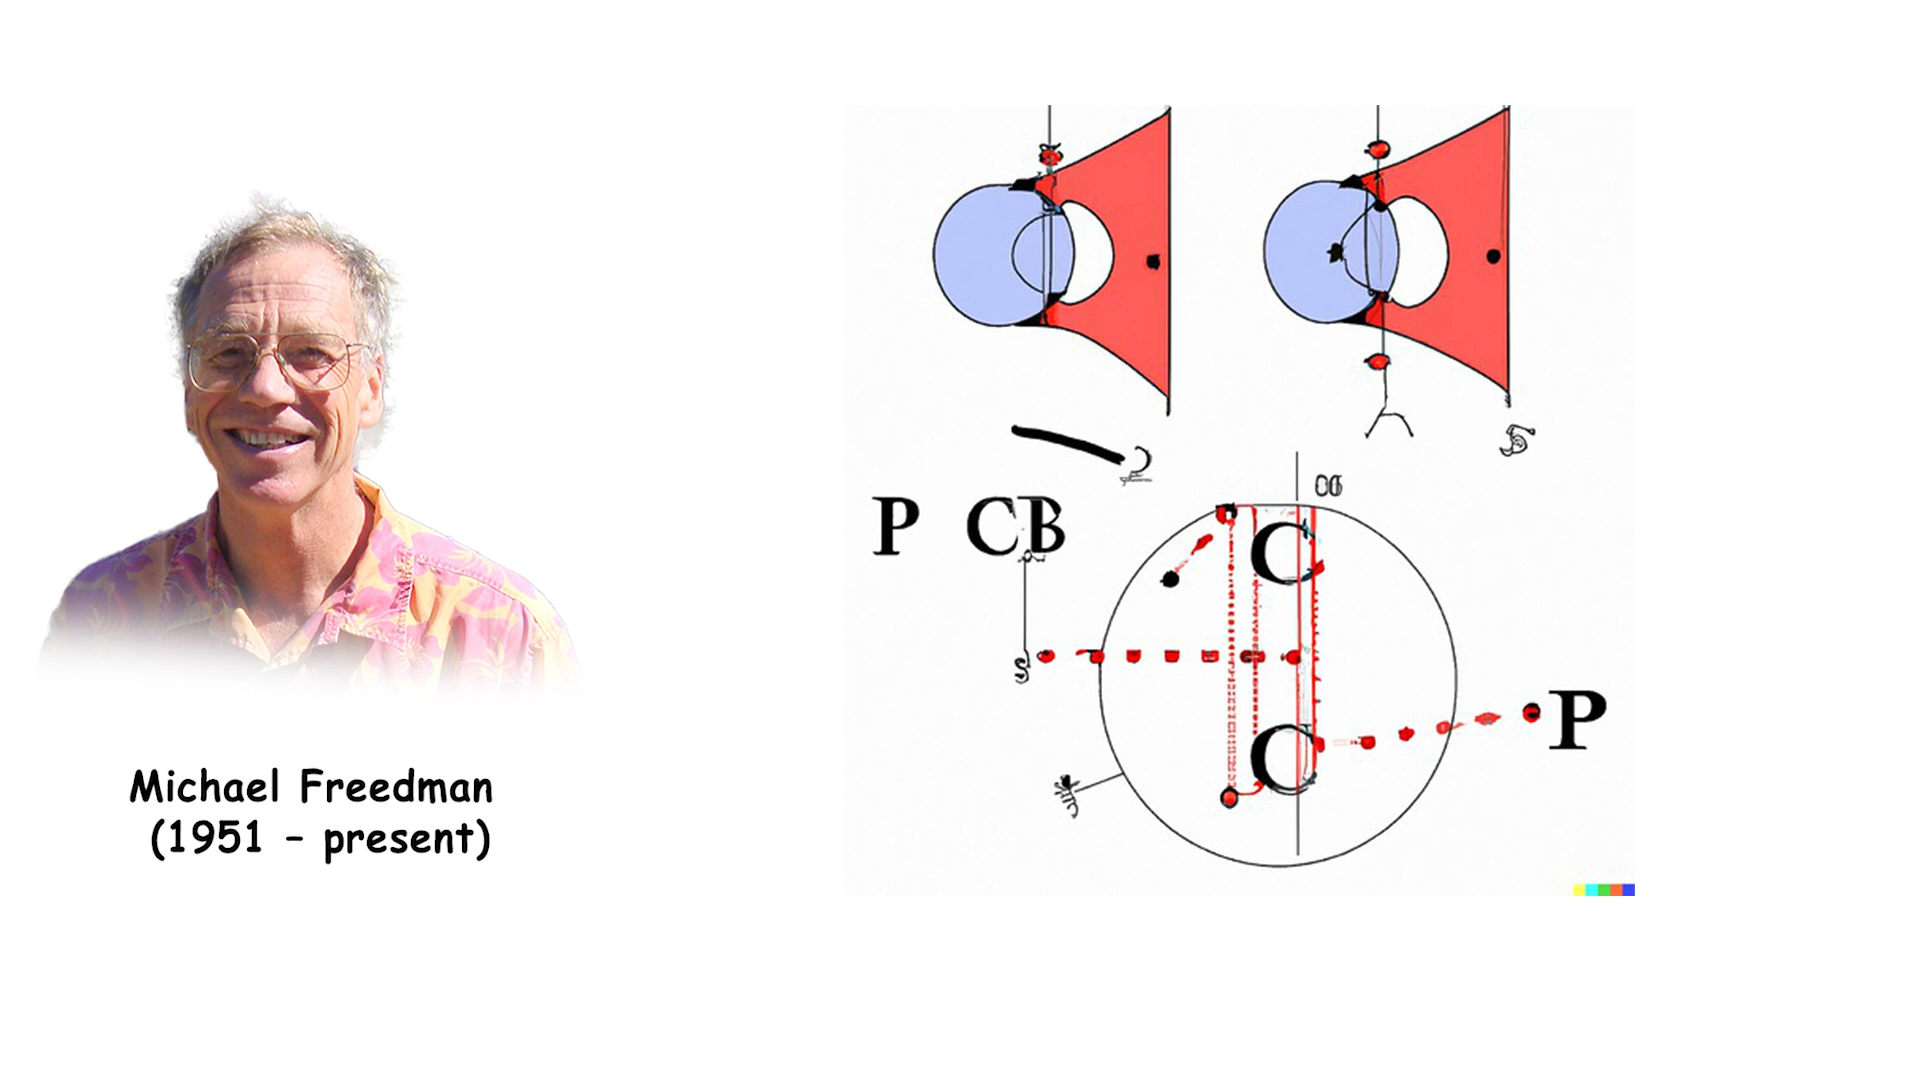 P CB
C
C
P
Michael Freedman
(1951 – present)